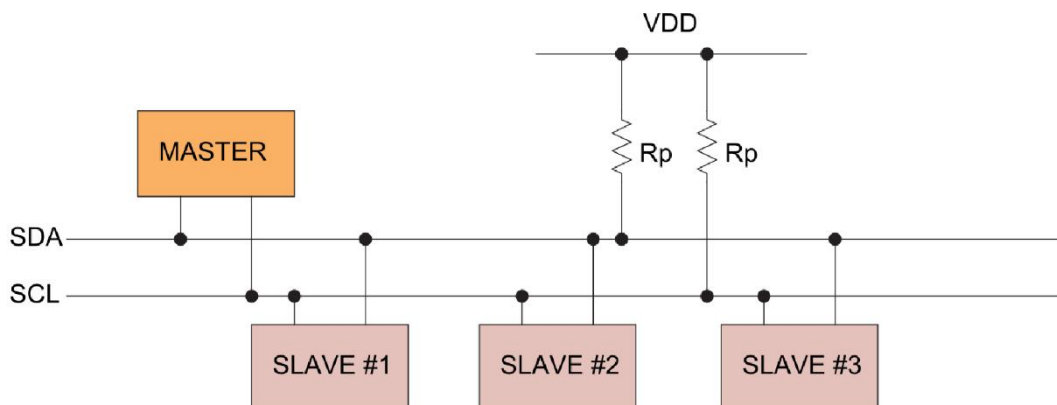 VDD
MASTER
Rp
Rp
SDA
SCL
SLAVE #1
SLAVE #2
SLAVE #3